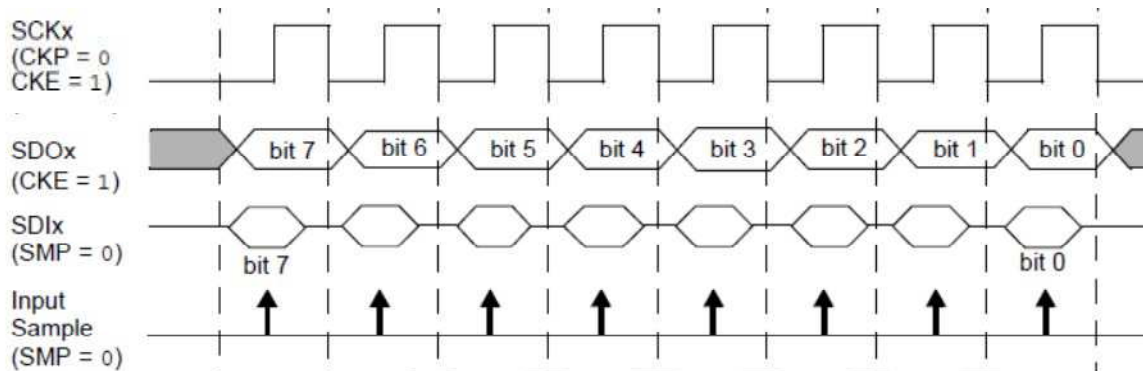 SCKx
(CKP = 0
CKE = 1)
SDOx
(CKE = 1)
bit 7 bit 6 bit 5 bit 4 bit 3 bit 2 bit 1 bit 0
SDIx
(SMP = 0)
bit 7 bit 0
Input
Sample
(SMP = 0)